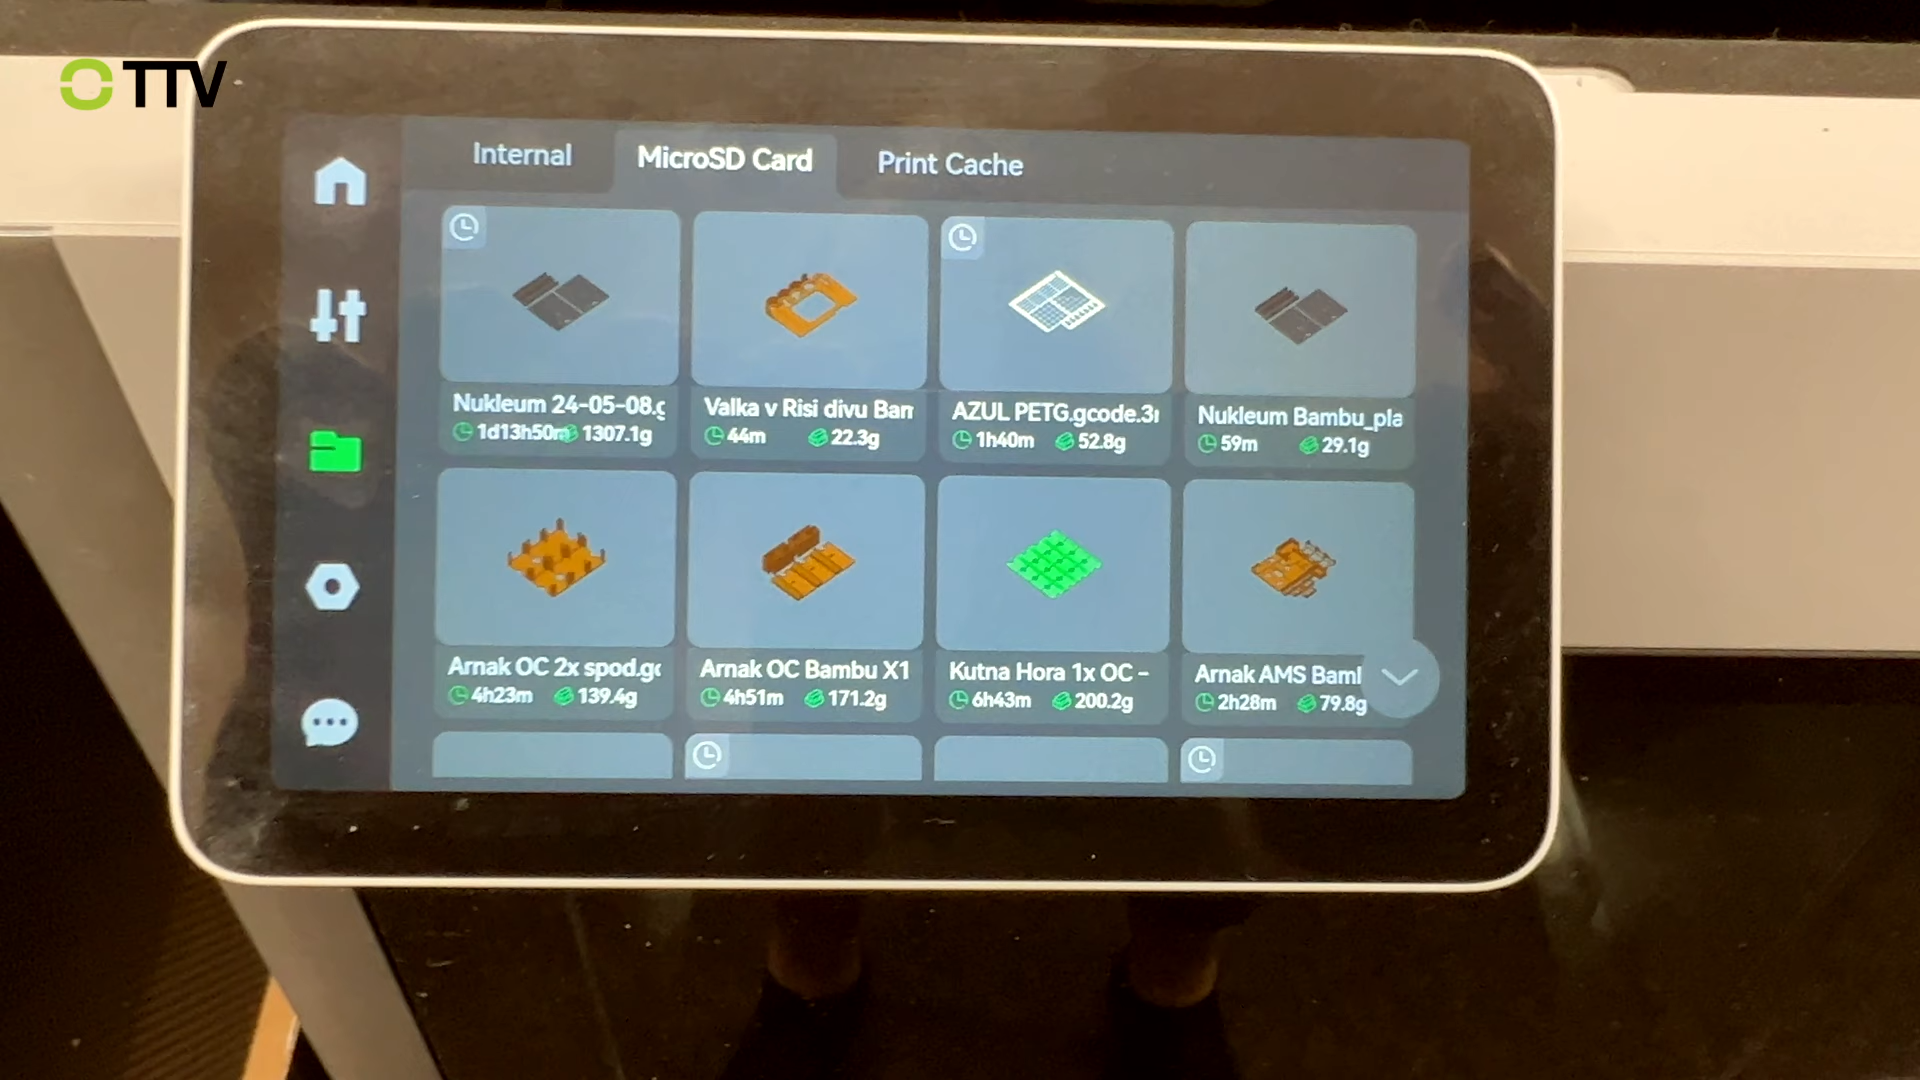 TTV
Internal
MicroSD Card
Print Cache
Nukleum 24-05-08.g
1d13h50m 1307.1g
Valka v Risi divu Bam
44m 22.3g
AZUL PETG.gcode.3m
1h40m 52.8g
Nukleum Bambu_pla
59m 29.1g
Arnak OC 2x spod.gc
4h23m 139.4g
Arnak OC Bambu X1
4h51m 171.2g
Kutna Hora 1x OC -
6h43m 200.2g
Arnak AMS Baml
2h28m 79.8g